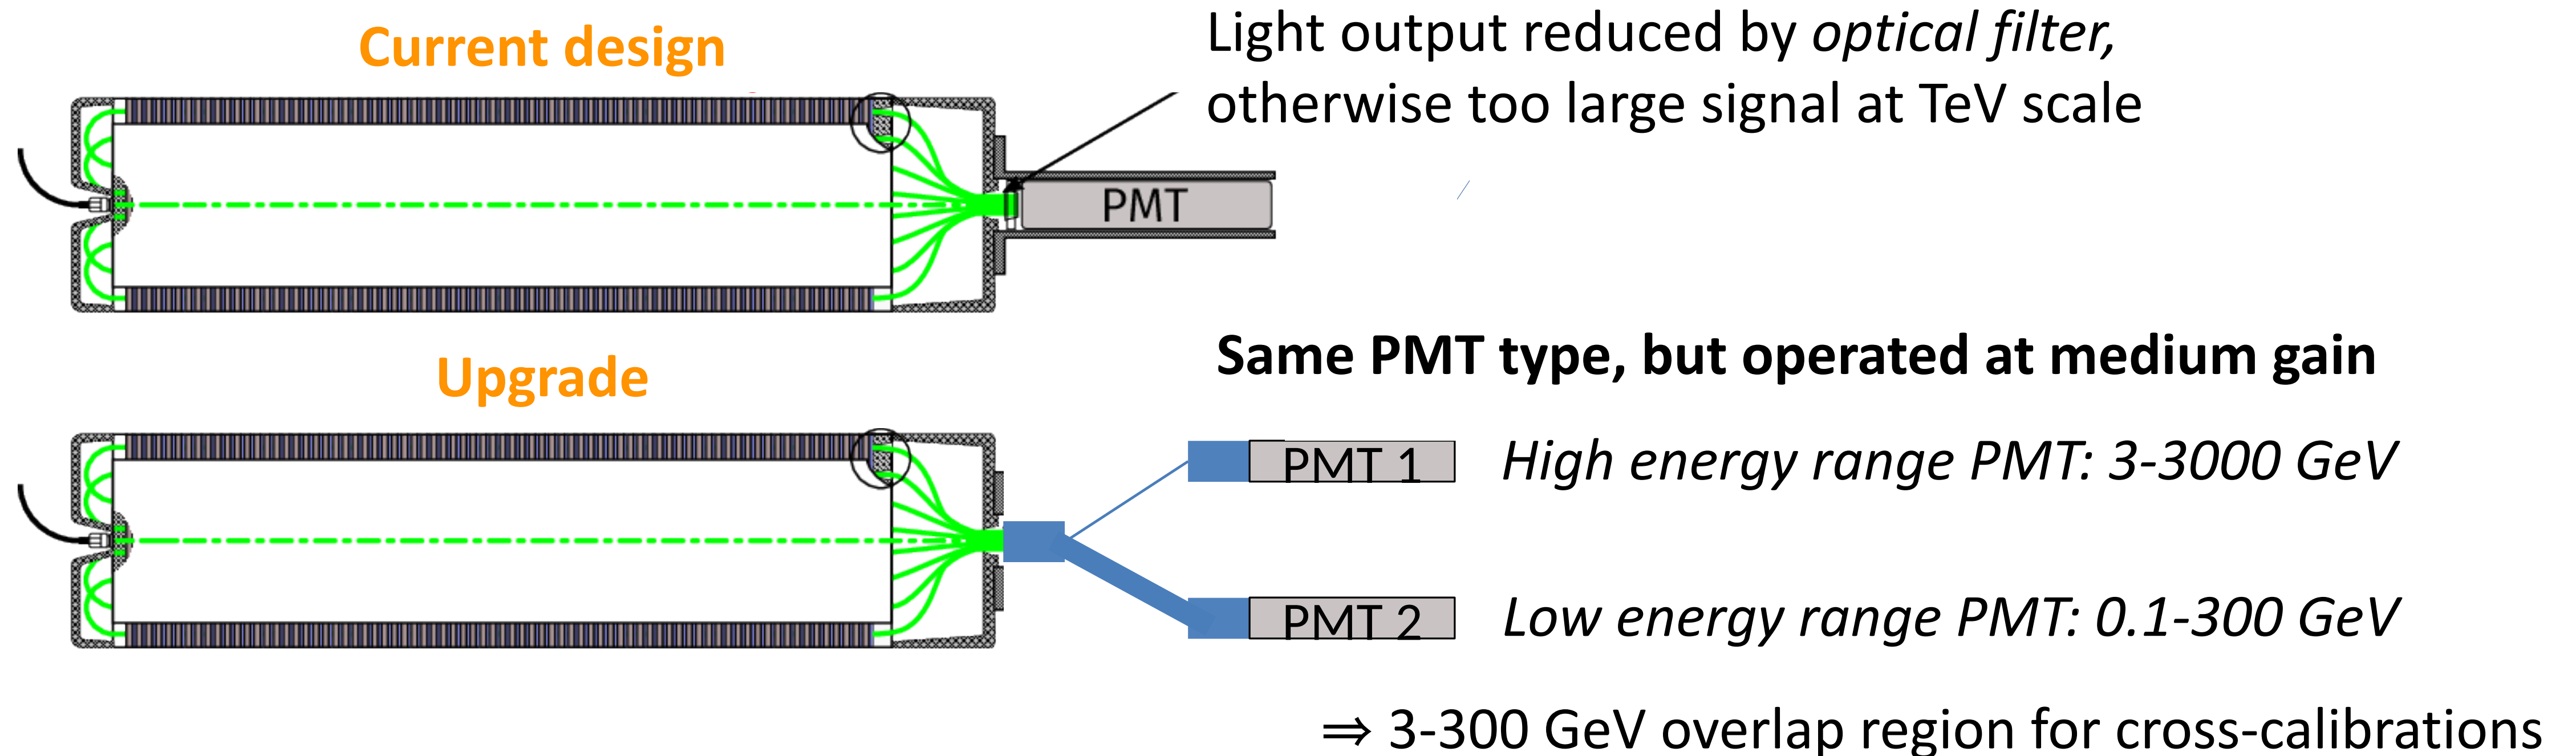 Current design
Light output reduced by optical filter,
otherwise too large signal at TeV scale
PMT
Upgrade
Same PMT type, but operated at medium gain
PMT 1
High energy range PMT: 3-3000 GeV
PMT 2
Low energy range PMT: 0.1-300 GeV
⇒ 3-300 GeV overlap region for cross-calibrations